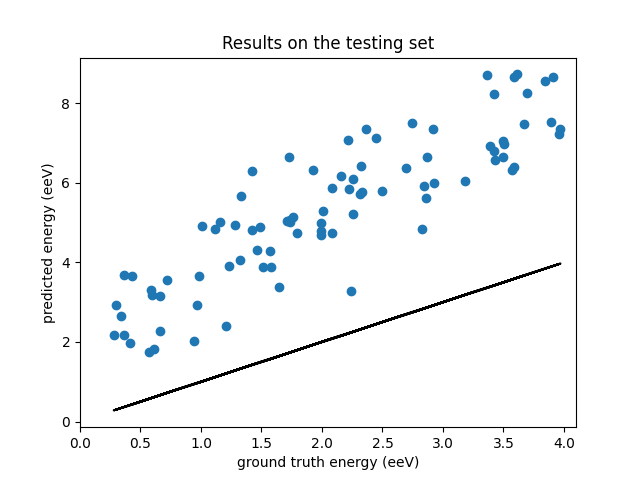 Results on the testing set
predicted energy (eeV)
8
6
4
2
0
0.0 0.5 1.0 1.5 2.0 2.5 3.0 3.5 4.0
ground truth energy (eeV)